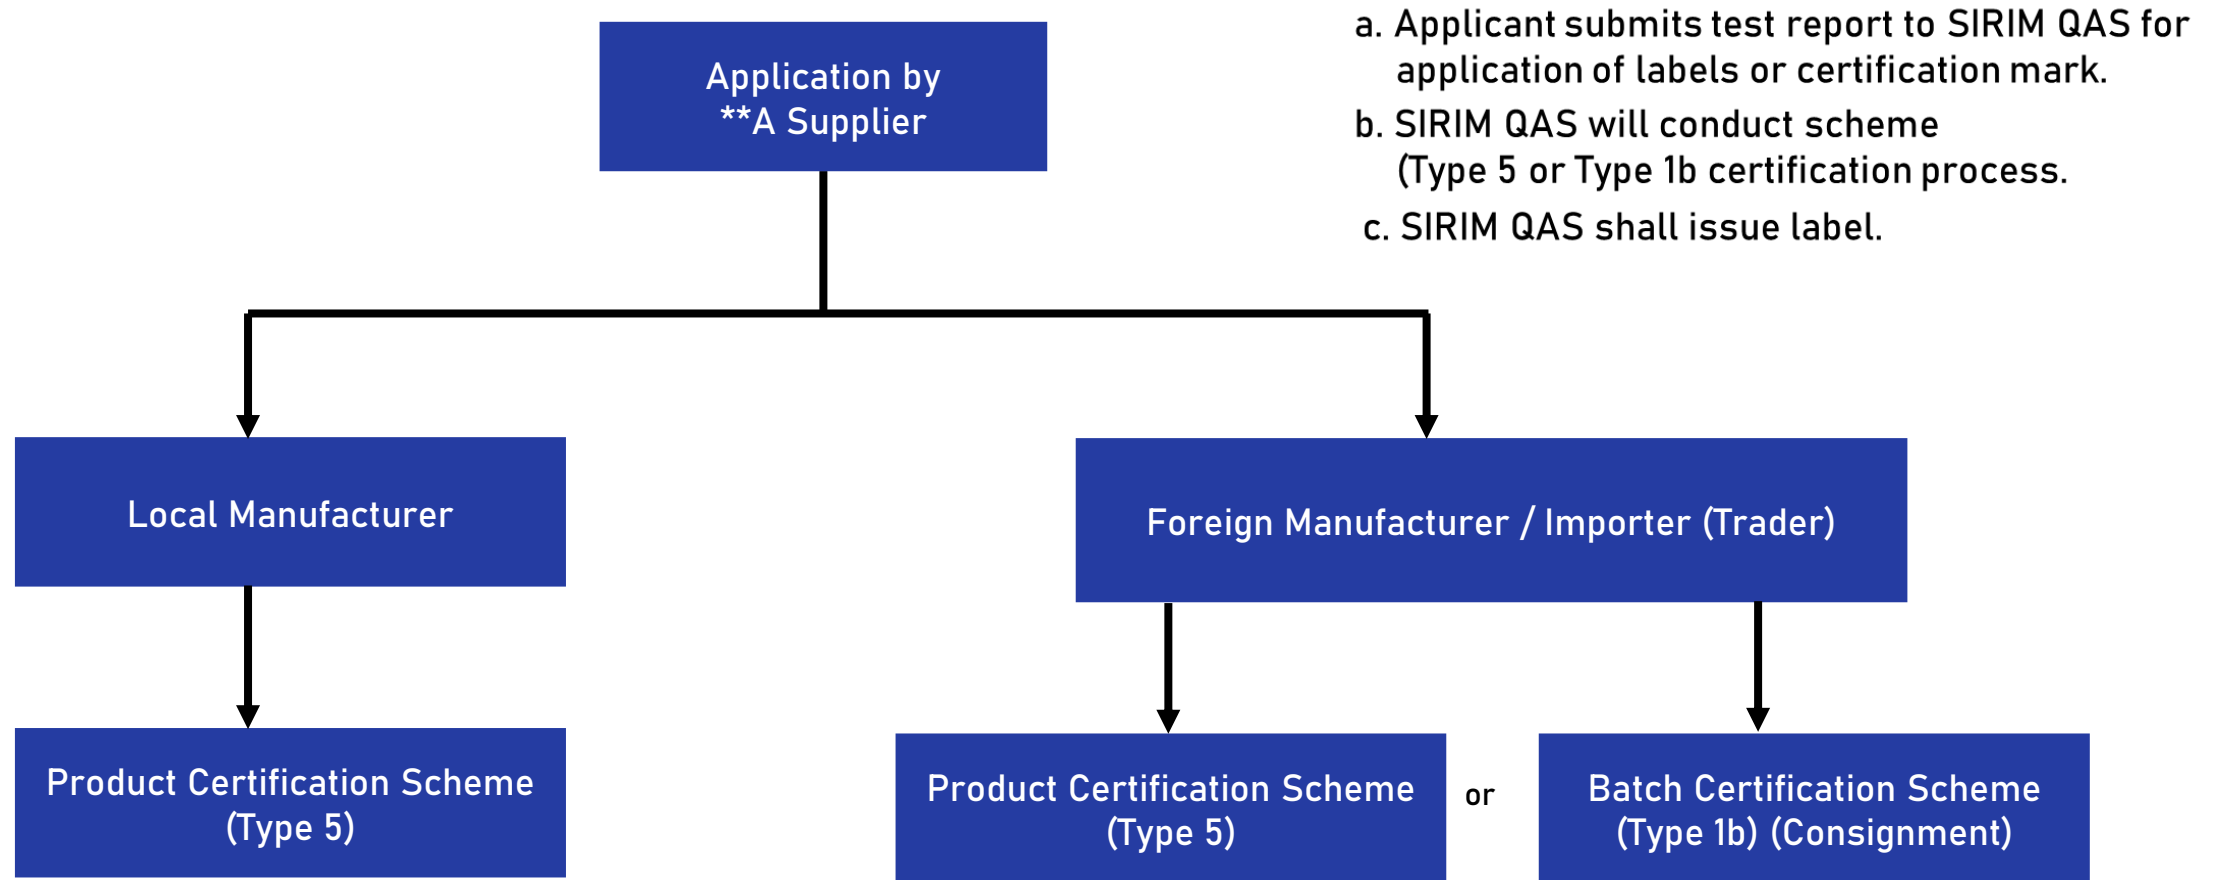 Application by
**A Supplier
a. Applicant submits test report to SIRIM QAS for
application of labels or certification mark.
b. SIRIM QAS will conduct scheme
(Type 5 or Type 1b certification process.
c. SIRIM QAS shall issue label.
Local Manufacturer
Foreign Manufacturer / Importer (Trader)
Product Certification Scheme
(Type 5)
Product Certification Scheme
(Type 5)
or
Batch Certification Scheme
(Type 1b) (Consignment)